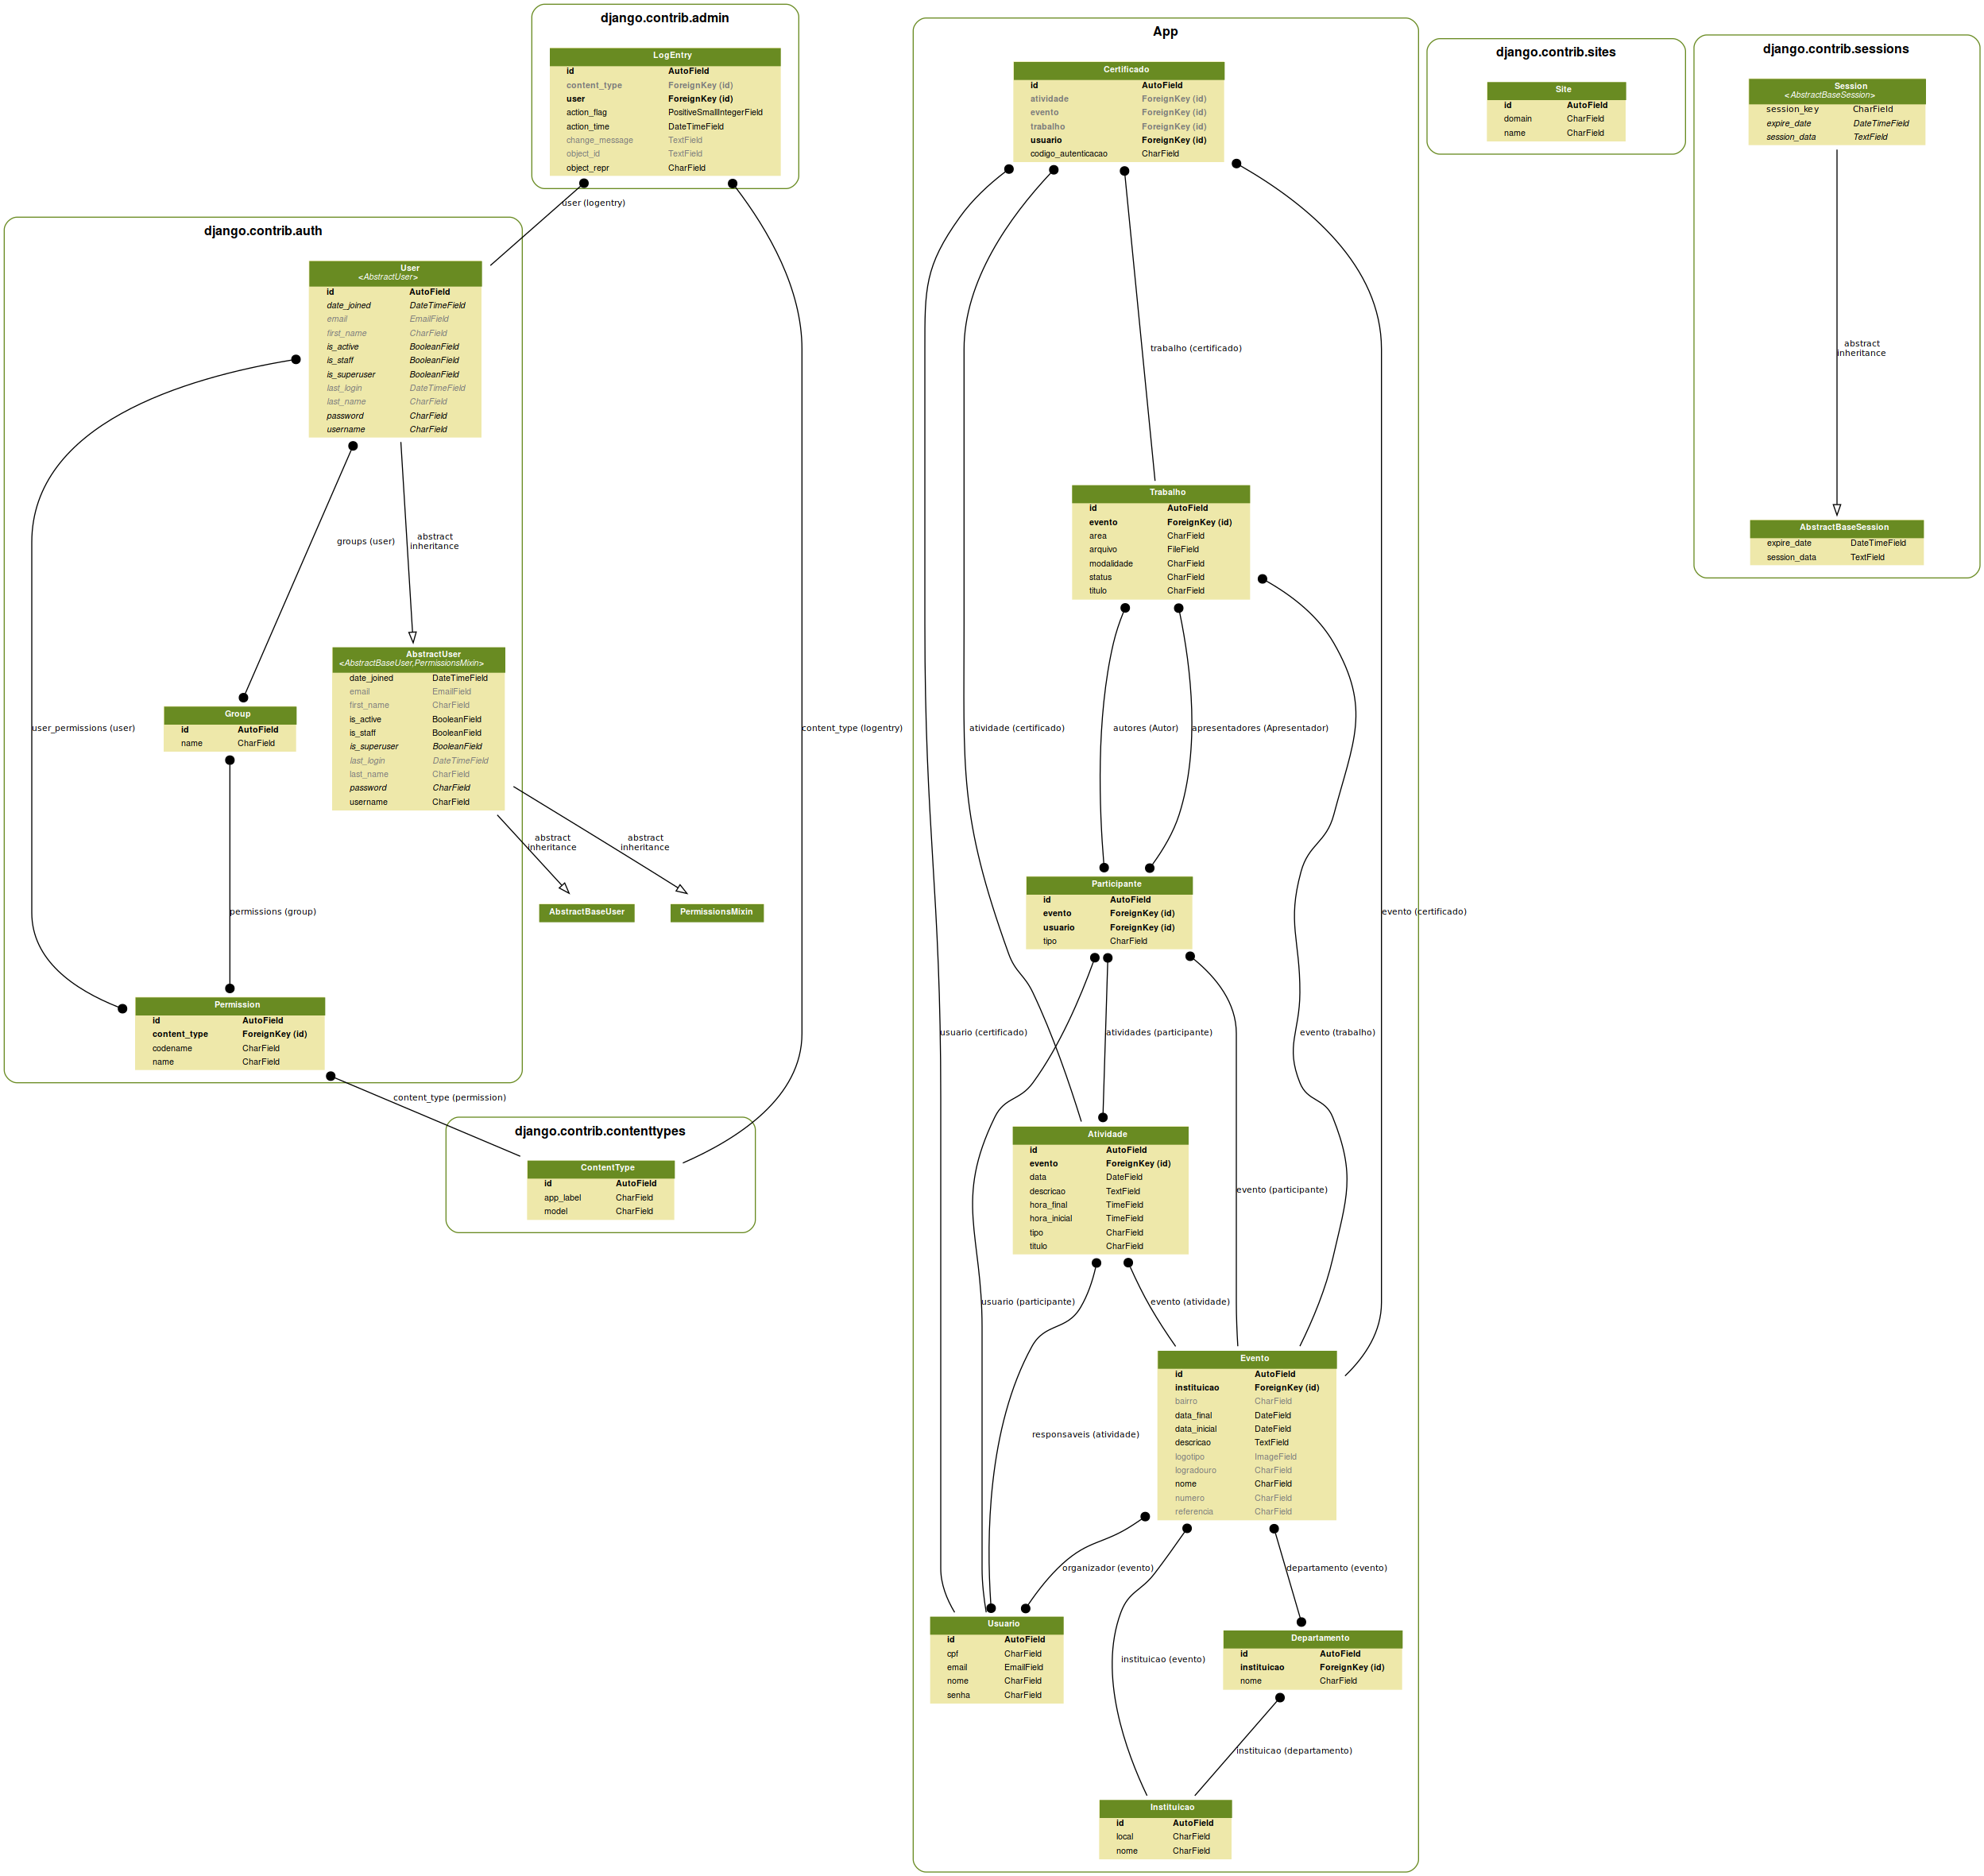 django.contrib.admin
LogEntry
id AutoField
content_type ForeignKey (id)
user ForeignKey (id)
action_flag PositiveSmallIntegerField
action_time DateTimeField
change_message TextField
object_id TextField
object_repr CharField
user (logentry)
content_type (logentry)
django.contrib.auth
User
<AbstractUser>
id AutoField
date_joined DateTimeField
email EmailField
first_name CharField
is_active BooleanField
is_staff BooleanField
is_superuser BooleanField
last_login DateTimeField
last_name CharField
password CharField
username CharField
groups (user)
abstract
inheritance
user_permissions (user)
AbstractUser
<AbstractBaseUser,PermissionsMixin>
date_joined DateTimeField
email EmailField
first_name CharField
is_active BooleanField
is_staff BooleanField
is_superuser BooleanField
last_login DateTimeField
last_name CharField
password CharField
username CharField
Group
id AutoField
name CharField
abstract
inheritance
abstract
inheritance
AbstractBaseUser
PermissionsMixin
permissions (group)
Permission
id AutoField
content_type ForeignKey (id)
codename CharField
name CharField
content_type (permission)
django.contrib.contenttypes
ContentType
id AutoField
app_label CharField
model CharField
App
Certificado
id AutoField
atividade ForeignKey (id)
evento ForeignKey (id)
trabalho ForeignKey (id)
usuario ForeignKey (id)
codigo_autenticacao CharField
trabalho (certificado)
Trabalho
id AutoField
evento ForeignKey (id)
area CharField
arquivo FileField
modalidade CharField
status CharField
titulo CharField
atividade (certificado)
autores (Autor)
apresentadores (Apresentador)
Participante
id AutoField
evento ForeignKey (id)
usuario ForeignKey (id)
tipo CharField
evento (certificado)
usuario (certificado)
atividades (participante)
evento (trabalho)
Atividade
id AutoField
evento ForeignKey (id)
data DateField
descricao TextField
hora_final TimeField
hora_inicial TimeField
tipo CharField
titulo CharField
evento (participante)
usuario (participante)
evento (atividade)
Evento
id AutoField
instituicao ForeignKey (id)
bairro CharField
data_final DateField
data_inicial DateField
descricao TextField
logotipo ImageField
logradouro CharField
nome CharField
numero CharField
referencia CharField
responsaveis (atividade)
organizador (evento)
departamento (evento)
Usuario
id AutoField
cpf CharField
email EmailField
nome CharField
senha CharField
instituicao (evento)
Departamento
id AutoField
instituicao ForeignKey (id)
nome CharField
instituicao (departamento)
Instituicao
id AutoField
local CharField
nome CharField
django.contrib.sites
Site
id AutoField
domain CharField
name CharField
django.contrib.sessions
Session
<AbstractBaseSession>
session_key CharField
expire_date DateTimeField
session_data TextField
abstract
inheritance
AbstractBaseSession
expire_date DateTimeField
session_data TextField